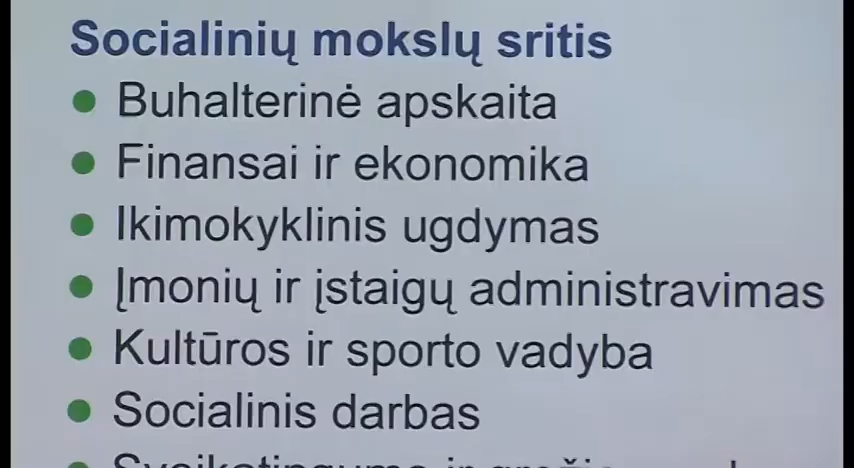 Socialinių mokslų sritis
Buhalterinė apskaita
Finansai ir ekonomika
Ikimokyklinis ugdymas
Įmonių ir įstaigų administravimas
Kultūros ir sporto vadyba
Socialinis darbas